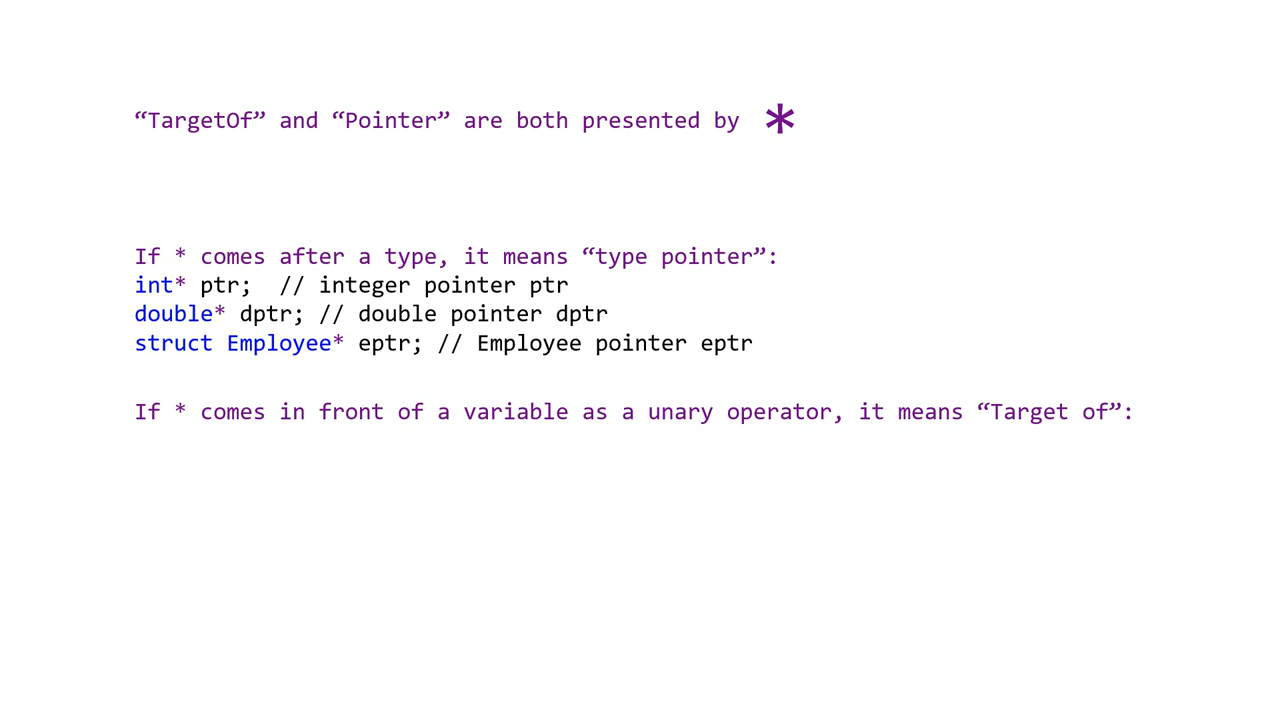 “TargetOf” and “Pointer” are both presented by *
If * comes after a type, it means “type pointer”:
int* ptr;  // integer pointer ptr
double* dptr; // double pointer dptr
struct Employee* eptr; // Employee pointer eptr
If * comes in front of a variable as a unary operator, it means “Target of”: